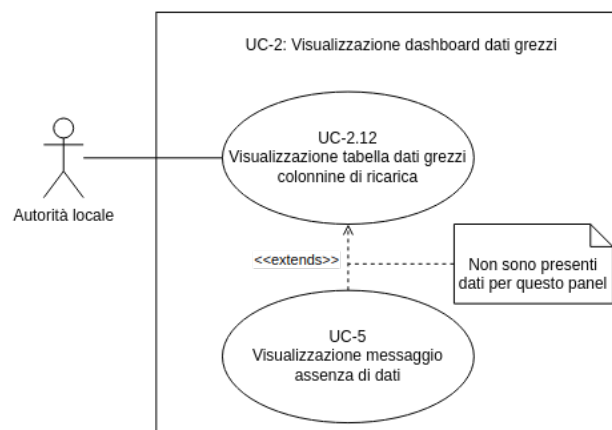 UC-2: Visualizzazione dashboard dati grezzi
UC-2.12
Visualizzazione tabella dati grezzi
colonnine di ricarica
Autorità locale
<<extends>>
Non sono presenti
dati per questo panel
UC-5
Visualizzazione messaggio
assenza di dati